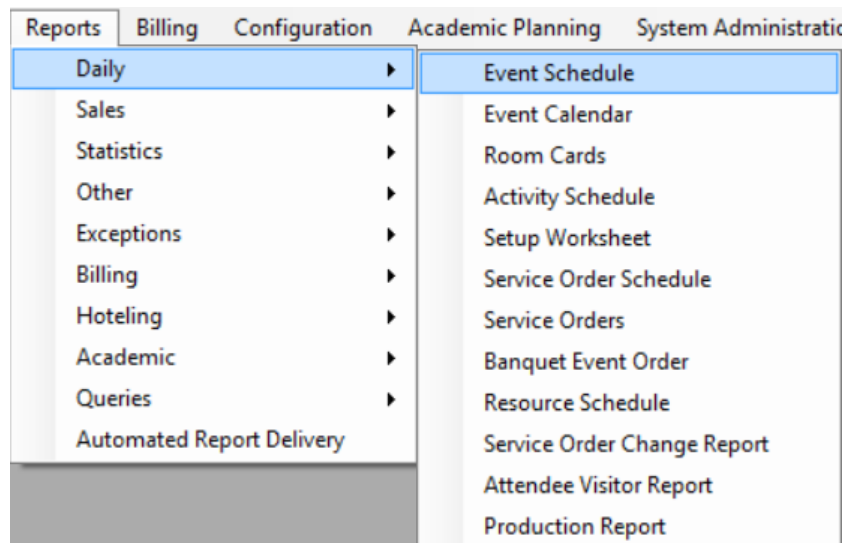 Reports Billing Configuration Academic Planning System Administratio
Daily
Sales
Statistics
Other
Exceptions
Billing
Hoteling
Academic
Queries
Automated Report Delivery
Event Schedule
Event Calendar
Room Cards
Activity Schedule
Setup Worksheet
Service Order Schedule
Service Orders
Banquet Event Order
Resource Schedule
Service Order Change Report
Attendee Visitor Report
Production Report